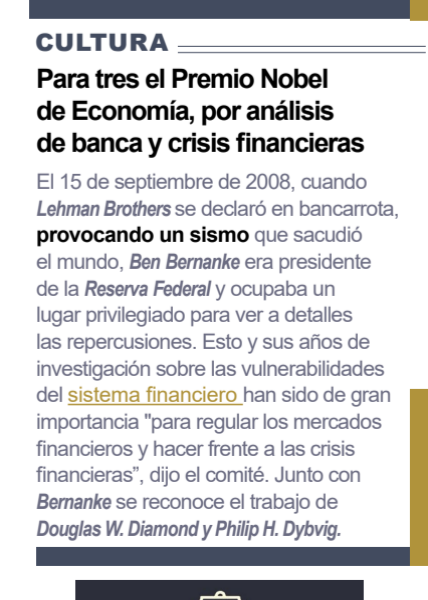 CULTURA
Para tres el Premio Nobel
de Economía, por análisis
de banca y crisis financieras
El 15 de septiembre de 2008, cuando
Lehman Brothers se declaró en bancarrota,
provocando un sismo que sacudió
el mundo, Ben Bernanke era presidente
de la Reserva Federal y ocupaba un
lugar privilegiado para ver a detalles
las repercusiones. Esto y sus años de
investigación sobre las vulnerabilidades
del sistema financiero han sido de gran
importancia "para regular los mercados
financieros y hacer frente a las crisis
financieras”, dijo el comité. Junto con
Bernanke se reconoce el trabajo de
Douglas W. Diamond y Philip H. Dybvig.